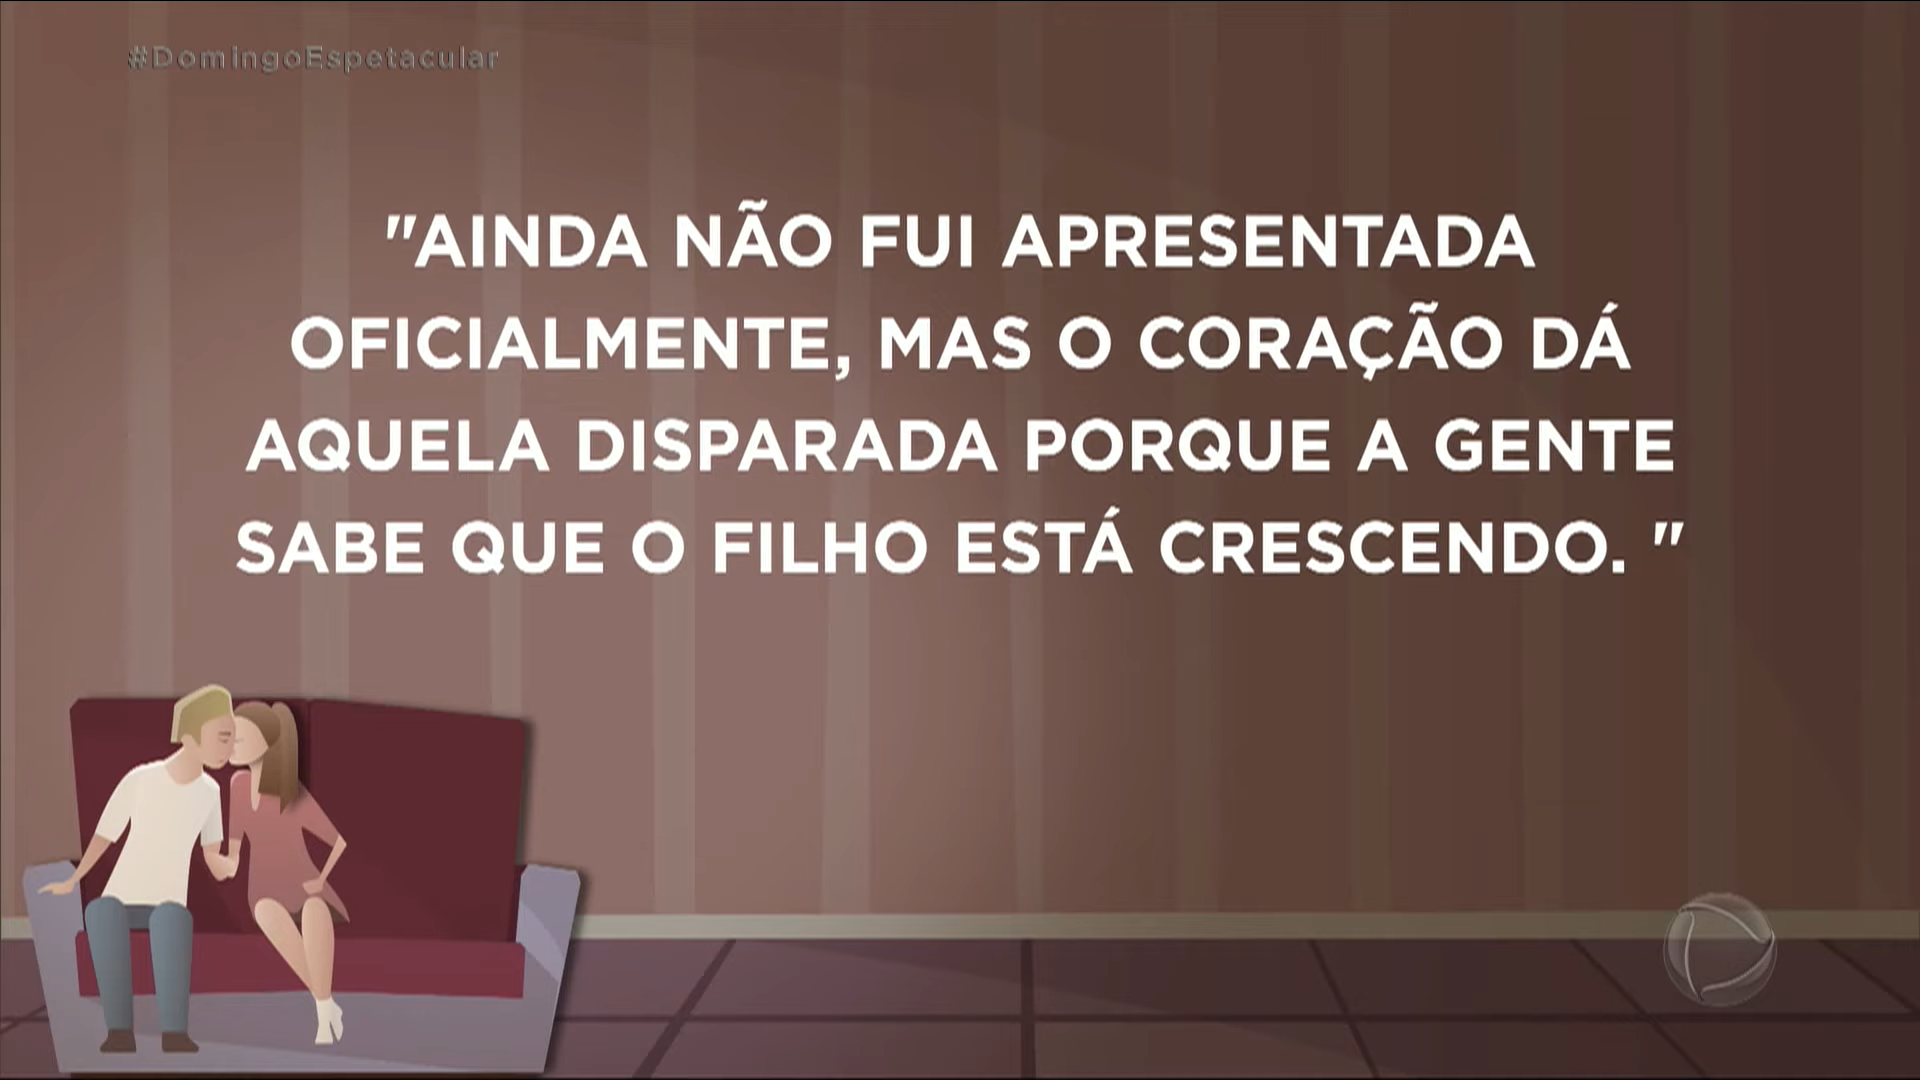 #DomingoEspetacular
"AINDA NÃO FUI APRESENTADA
OFICIALMENTE, MAS O CORAÇÃO DÁ
AQUELA DISPARADA PORQUE A GENTE
SABE QUE O FILHO ESTÁ CRESCENDO. "